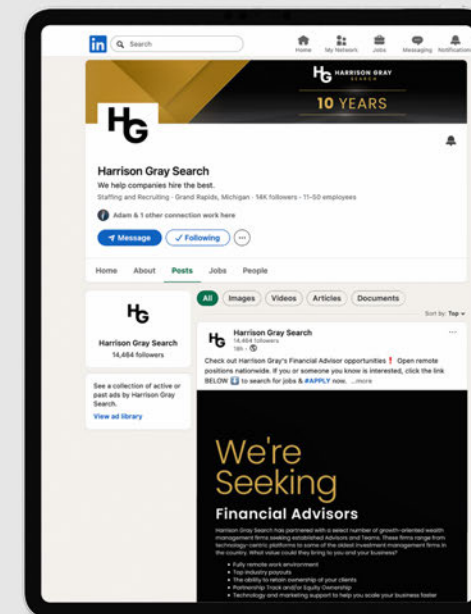 in
Search
Home
My Network
Jobs
Messaging
Notifications
HG HARRISON GRAY
SEARCH
10 YEARS
HG
Harrison Gray Search
We help companies hire the best.
Staffing and Recruiting · Grand Rapids, Michigan · 14K followers · 11-50 employees
Adam & 1 other connection work here
Message
Following
Home
About
Posts
Jobs
People
HG
Harrison Gray Search
14,464 followers
See a collection of active or
past ads by Harrison Gray
Search.
View ad library
All
Images
Videos
Articles
Documents
Sort by: Top
HG
Harrison Gray Search
14,464 followers
18h
Check out Harrison Gray's Financial Advisor opportunities❗ Open remote
positions nationwide. If you or someone you know is interested, click the link
BELOW ⬇️ to search for jobs & #APPLY now. ...more
We're
Seeking
Financial Advisors
Harrison Gray Search has partnered with a select number of growth-oriented wealth
management firms seeking established Advisors and Teams. These firms range from
technology-centric platforms to some of the oldest investment management firms in
the country. What value could they bring to you and your business?
• Fully remote work environment
• Top industry payouts
• The ability to retain ownership of your clients
• Partnership Track and/or Equity Ownership
• Technology and marketing support to help you scale your business faster